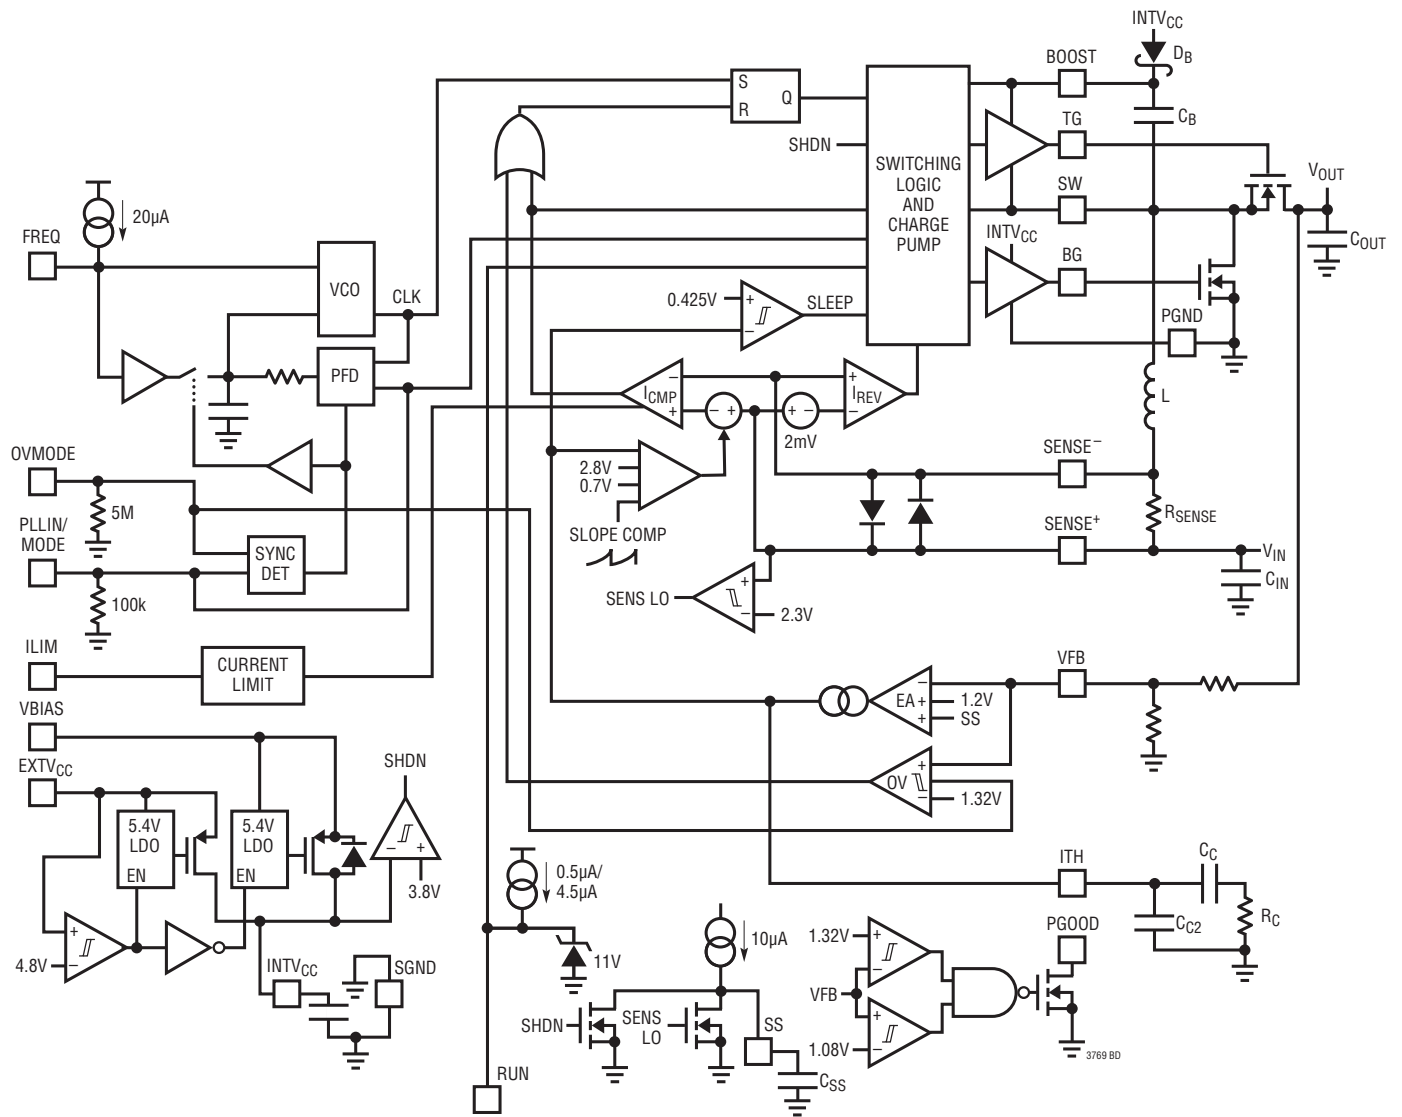 INTVCC
DB
BOOST
CB
TG
S
R
Q
SHDN
SWITCHING
LOGIC
AND
CHARGE
PUMP
SW
VOUT
COUT
INTVCC
BG
PGND
20µA
FREQ
VCO
CLK
PFD
0.425V
+
–
SLEEP
ICMP
–
+
– +
+ –
2mV
+
–
IREV
L
OVMODE
5M
PLLIN/
MODE
100k
SYNC
DET
2.8V
0.7V
SLOPE COMP
SENSE–
RSENSE
SENSE+
VIN
CIN
SENS LO
+
–
2.3V
ILIM
CURRENT
LIMIT
VFB
EA
–
+
+
1.2V
SS
OV
+
–
1.32V
VBIAS
EXTVCC
5.4V
LDO
EN
5.4V
LDO
EN
SHDN
–
+
3.8V
+
–
4.8V
INTVCC
SGND
0.5µA/
4.5µA
11V
RUN
10µA
SHDN
SENS
LO
SS
CSS
1.32V
+
–
VFB
+
–
1.08V
PGOOD
ITH
CC
CC2
RC
3769 BD